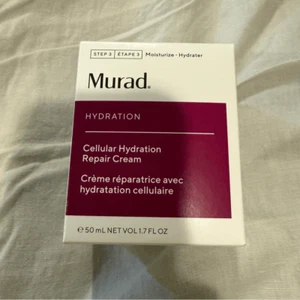 STEP 3 ÉTAPE 3 Moisturize · Hydrater
Murad.
HYDRATION
Cellular Hydration
Repair Cream
Crème réparatrice avec
hydratation cellulaire
e 50 mL NET VOL 1.7 FL OZ